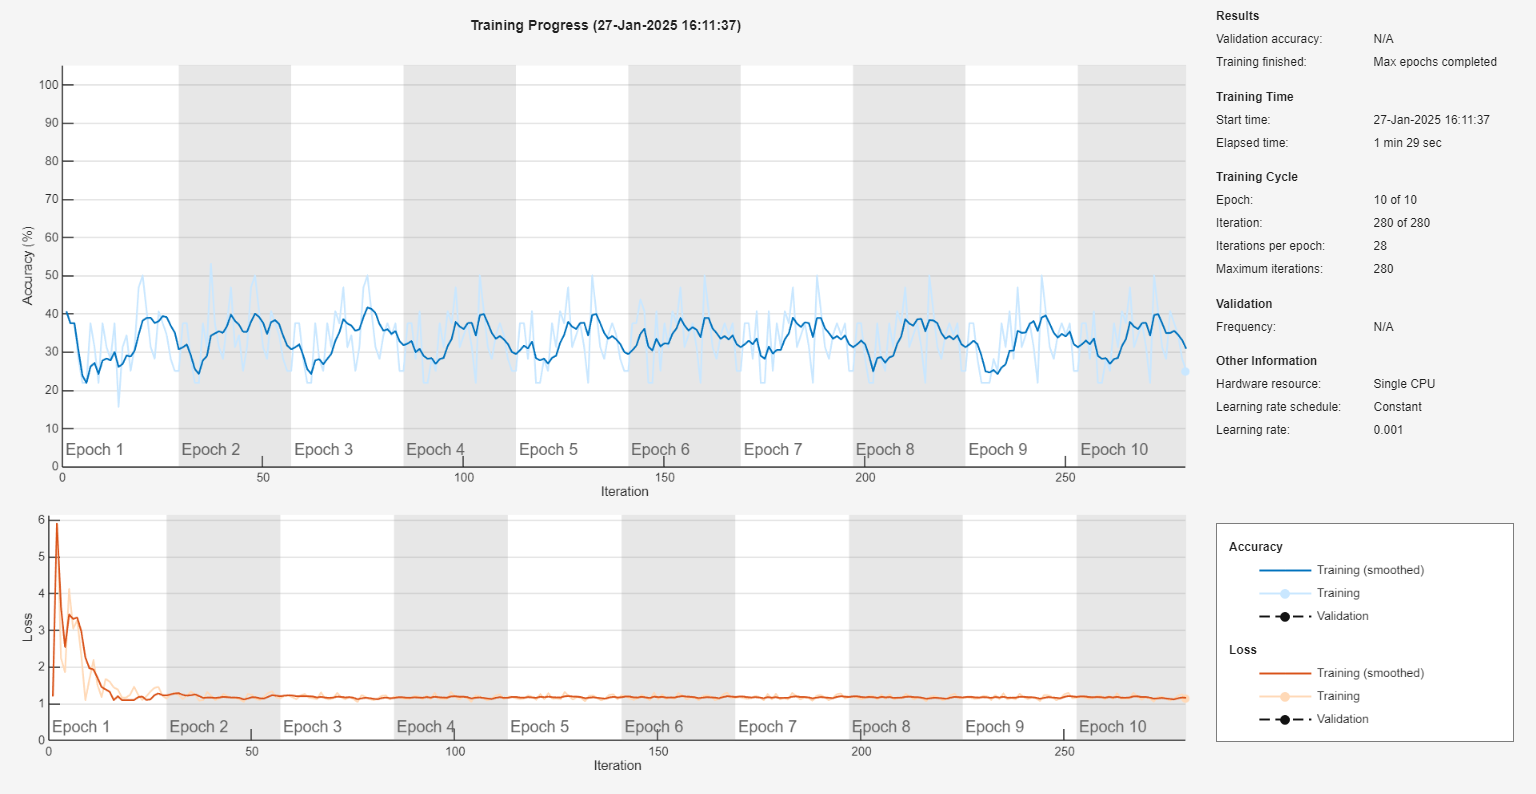 Training Progress (27-Jan-2025 16:11:37)
Accuracy (%)
100
90
80
70
60
50
40
30
20
10
0
Epoch 1
Epoch 2
Epoch 3
Epoch 4
Epoch 5
Epoch 6
Epoch 7
Epoch 8
Epoch 9
Epoch 10
0
50
100
150
200
250
Iteration
Loss
6
5
4
3
2
1
0
Epoch 1
Epoch 2
Epoch 3
Epoch 4
Epoch 5
Epoch 6
Epoch 7
Epoch 8
Epoch 9
Epoch 10
0
50
100
150
200
250
Iteration
Results
Validation accuracy: N/A
Training finished: Max epochs completed
Training Time
Start time: 27-Jan-2025 16:11:37
Elapsed time: 1 min 29 sec
Training Cycle
Epoch: 10 of 10
Iteration: 280 of 280
Iterations per epoch: 28
Maximum iterations: 280
Validation
Frequency: N/A
Other Information
Hardware resource: Single CPU
Learning rate schedule: Constant
Learning rate: 0.001
Accuracy
Training (smoothed)
Training
Validation
Loss
Training (smoothed)
Training
Validation